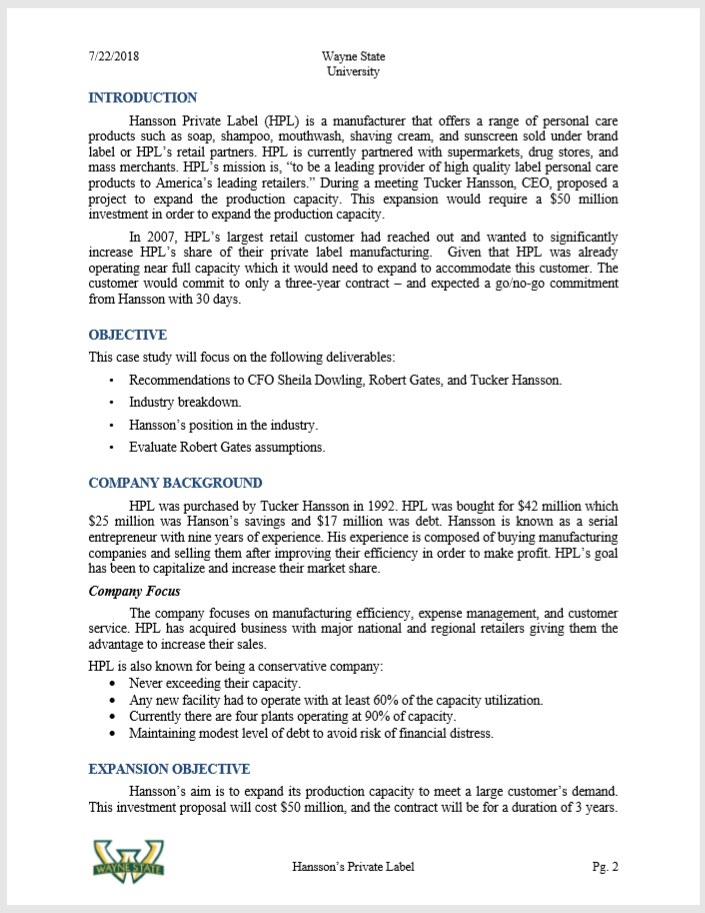 7/22/2018
Wayne State
University
INTRODUCTION
Hansson Private Label (HPL) is a manufacturer that offers a range of personal care
products such as soap, shampoo, mouthwash, shaving cream, and sunscreen sold under brand
label or HPL's retail partners. HPL is currently partnered with supermarkets, drug stores, and
mass merchants. HPL's mission is, “to be a leading provider of high quality label personal care
products to America's leading retailers.” During a meeting Tucker Hansson, CEO, proposed a
project to expand the production capacity. This expansion would require a $50 million
investment in order to expand the production capacity.
In 2007, HPL's largest retail customer had reached out and wanted to significantly
increase HPL's share of their private label manufacturing.  Given that HPL was already
operating near full capacity which it would need to expand to accommodate this customer. The
customer would commit to only a three-year contract – and expected a go/no-go commitment
from Hansson with 30 days.
OBJECTIVE
This case study will focus on the following deliverables:
• Recommendations to CFO Sheila Dowling, Robert Gates, and Tucker Hansson.
• Industry breakdown.
• Hansson's position in the industry.
• Evaluate Robert Gates assumptions.
COMPANY BACKGROUND
HPL was purchased by Tucker Hansson in 1992. HPL was bought for $42 million which
$25 million was Hanson's savings and $17 million was debt. Hansson is known as a serial
entrepreneur with nine years of experience. His experience is composed of buying manufacturing
companies and selling them after improving their efficiency in order to make profit. HPL's goal
has been to capitalize and increase their market share.
Company Focus
The company focuses on manufacturing efficiency, expense management, and customer
service. HPL has acquired business with major national and regional retailers giving them the
advantage to increase their sales.
HPL is also known for being a conservative company:
• Never exceeding their capacity.
• Any new facility had to operate with at least 60% of the capacity utilization.
• Currently there are four plants operating at 90% of capacity.
• Maintaining modest level of debt to avoid risk of financial distress.
EXPANSION OBJECTIVE
Hansson's aim is to expand its production capacity to meet a large customer's demand.
This investment proposal will cost $50 million, and the contract will be for a duration of 3 years.
WAYNE STATE
Hansson's Private Label
Pg. 2